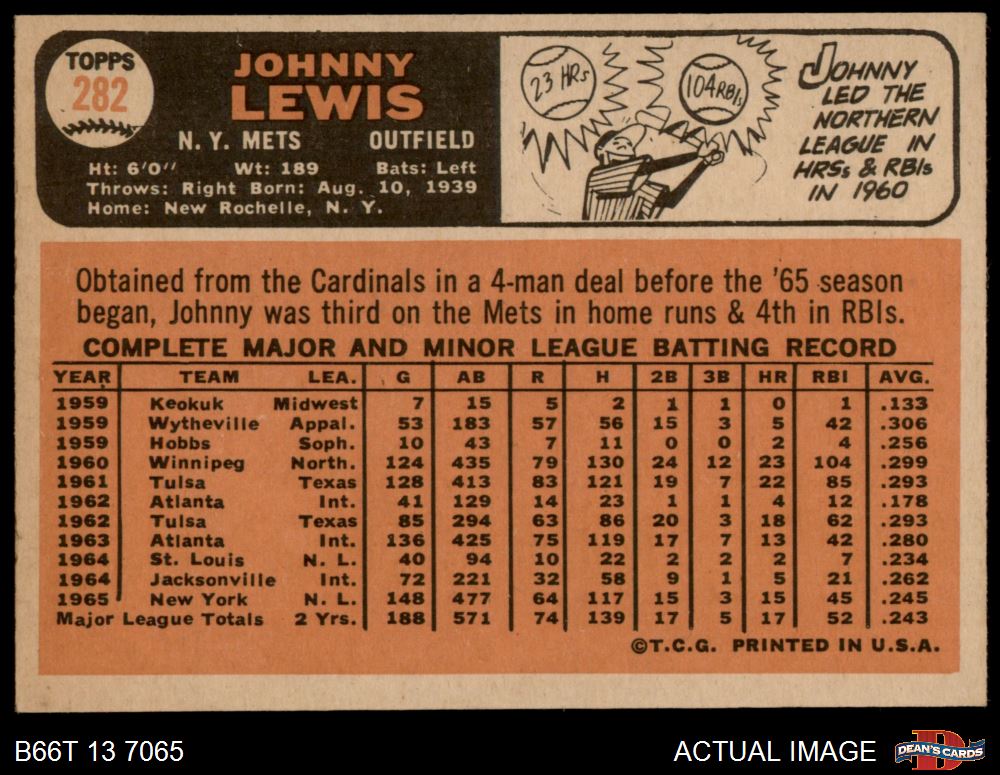 TOPPS
282
JOHNNY
LEWIS
N. Y. METS OUTFIELD
Ht: 6'0" Wt: 189 Bats: Left
Throws: Right Born: Aug. 10, 1939
Home: New Rochelle, N. Y.
23 HRs
104 RBIs
JOHNNY
LED THE
NORTHERN
LEAGUE IN
HRSs & RBIs
IN 1960
Obtained from the Cardinals in a 4-man deal before the '65 season
began, Johnny was third on the Mets in home runs & 4th in RBIs.
COMPLETE MAJOR AND MINOR LEAGUE BATTING RECORD
YEAR TEAM LEA. G AB R H 2B 3B HR RBI AVG.
1959 Keokuk Midwest 7 15 5 2 1 1 0 1 .133
1959 Wytheville Appal. 53 183 57 56 15 3 5 42 .306
1959 Hobbs Soph. 10 43 7 11 0 0 2 4 .256
1960 Winnipeg North. 124 435 79 130 24 12 23 104 .299
1961 Tulsa Texas 128 413 83 121 19 7 22 85 .293
1962 Atlanta Int. 41 129 14 23 1 1 4 12 .178
1962 Tulsa Texas 85 294 63 86 20 3 18 62 .293
1963 Atlanta Int. 136 425 75 119 17 7 13 42 .280
1964 St. Louis N. L. 40 94 10 22 2 2 2 7 .234
1964 Jacksonville Int. 72 221 32 58 9 1 5 21 .262
1965 New York N. L. 148 477 64 117 15 3 15 45 .245
Major League Totals 2 Yrs. 188 571 74 139 17 5 17 52 .243
©T.C.G. PRINTED IN U.S.A.
B66T 13 7065 ACTUAL IMAGE DEAN'S CARDS